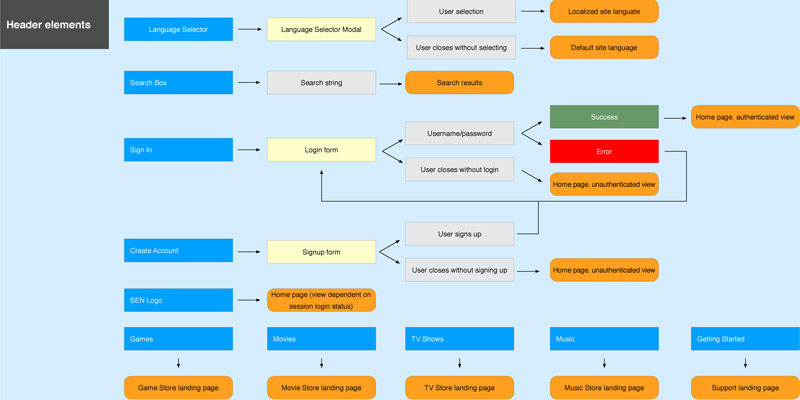 Header elements
Language Selector
Language Selector Modal
User selection
Localized site languate
User closes without selecting
Default site language
Search Box
Search string
Search results
Sign In
Login form
Username/password
Success
Home page, authenticated view
Error
User closes without login
Home page, unauthenticated view
Create Account
Signup form
User signs up
User closes without signing up
Home page, unauthenticated view
SEN Logo
Home page (view dependent on
session login status)
Games
Movies
TV Shows
Music
Getting Started
Game Store landing page
Movie Store landing page
TV Store landing page
Music Store landing page
Support landing page